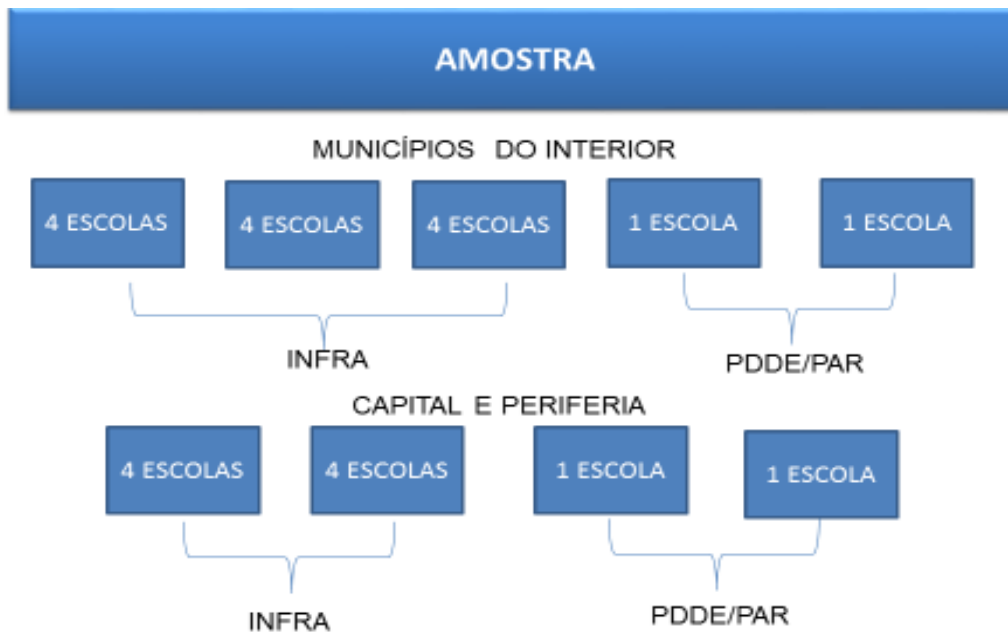 AMOSTRA
MUNICÍPIOS DO INTERIOR
4 ESCOLAS
4 ESCOLAS
4 ESCOLAS
1 ESCOLA
1 ESCOLA
INFRA
PDDE/PAR
CAPITAL E PERIFERIA
4 ESCOLAS
4 ESCOLAS
1 ESCOLA
1 ESCOLA
INFRA
PDDE/PAR